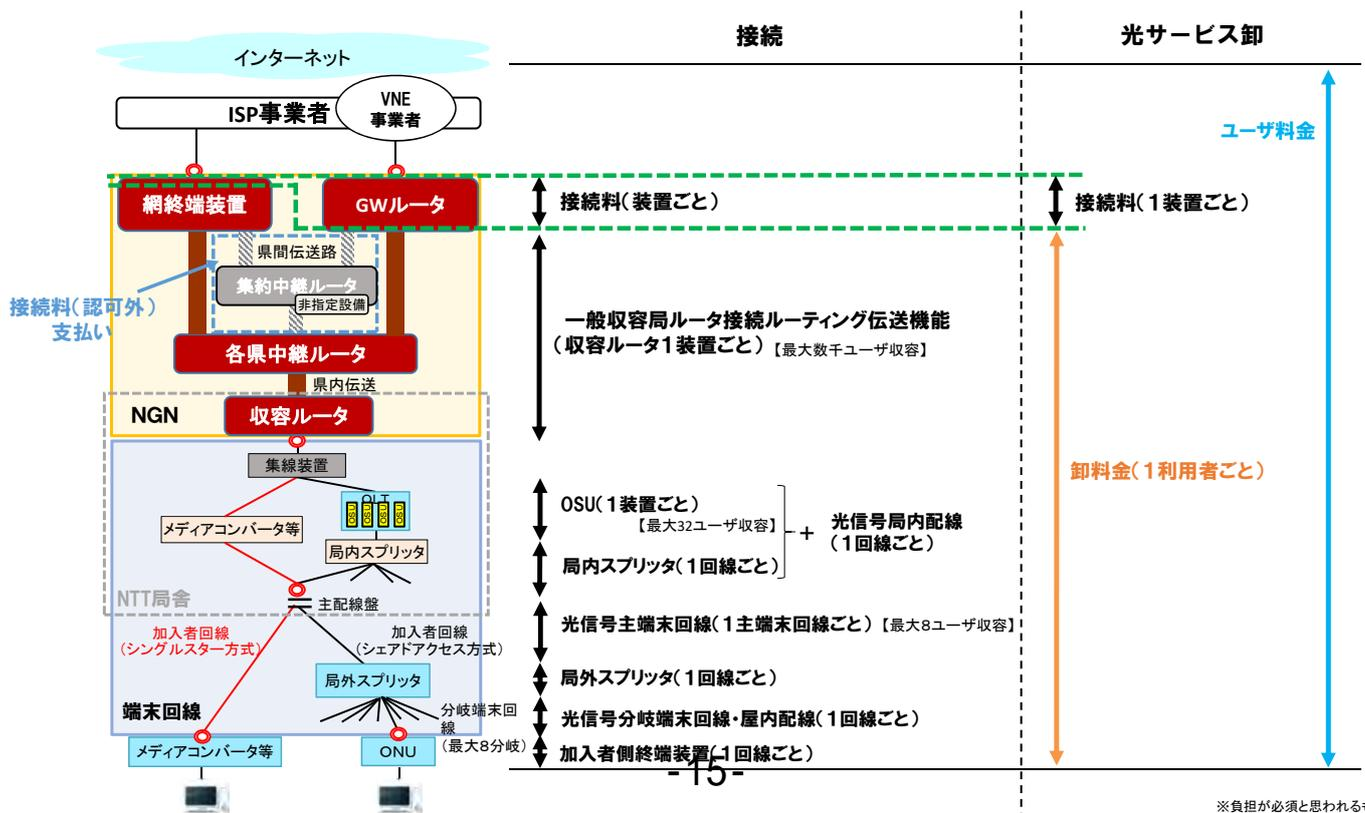 接続
光サービス卸
インターネット
ISP事業者
VNE
事業者
ユーザ料金
網終端装置
GWルータ
接続料(装置ごと)
接続料(1装置ごと)
県間伝送路
集約中継ルータ
非指定設備
接続料(認可外)
支払い
一般収容局ルータ接続ルーティング伝送機能
(収容ルータ1装置ごと)【最大数千ユーザ収容】
各県中継ルータ
県内伝送
NGN
収容ルータ
集線装置
卸料金(1利用者ごと)
OLT
OSU
OSU
OSU
OSU
メディアコンバータ等
局内スプリッタ
OSU(1装置ごと)
【最大32ユーザ収容】
+
光信号局内配線
(1回線ごと)
局内スプリッタ(1回線ごと)
NTT局舎
主配線盤
光信号主端末回線(1主端末回線ごと)【最大8ユーザ収容】
加入者回線
(シングルスター方式)
加入者回線
(シェアドアクセス方式)
局外スプリッタ
局外スプリッタ(1回線ごと)
端末回線
分岐端末回
線
(最大8分岐)
光信号分岐端末回線・屋内配線(1回線ごと)
メディアコンバータ等
ONU
加入者側終端装置(1回線ごと)
-15-
※負担が必須と思われる